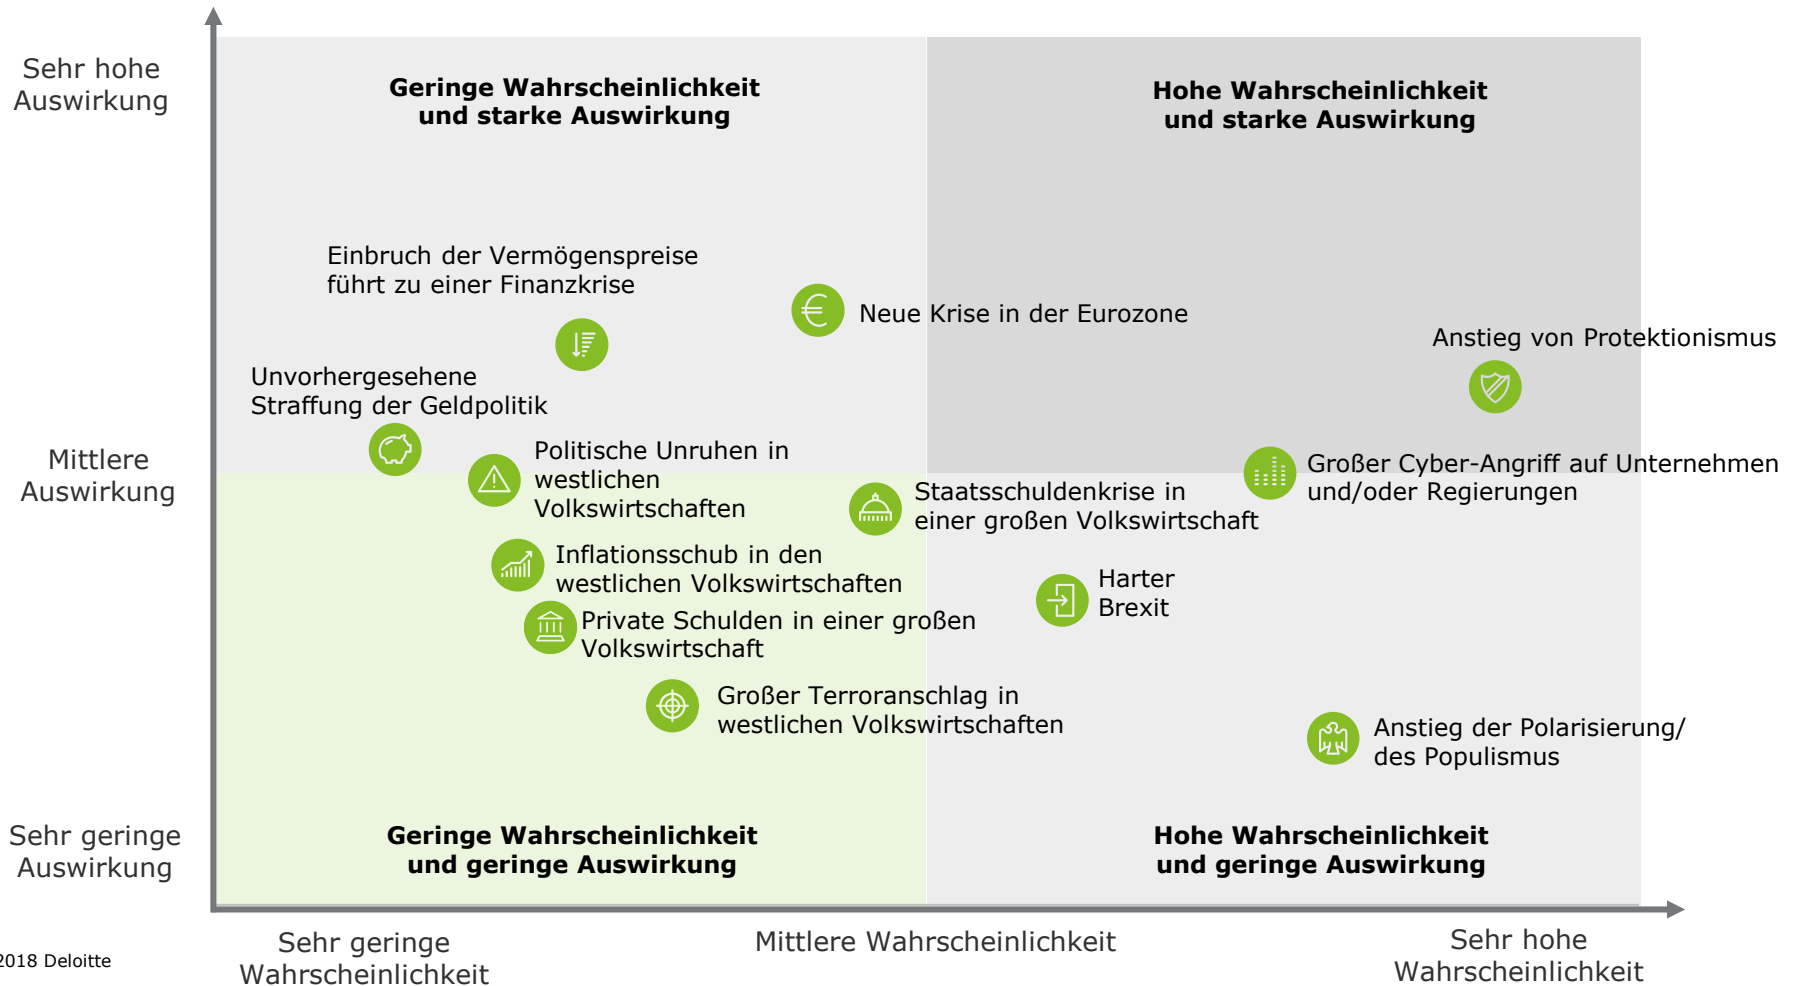 Sehr hohe
Auswirkung
Geringe Wahrscheinlichkeit
und starke Auswirkung
Hohe Wahrscheinlichkeit
und starke Auswirkung
Einbruch der Vermögenspreise
führt zu einer Finanzkrise
Neue Krise in der Eurozone
Anstieg von Protektionismus
Unvorhergesehene
Straffung der Geldpolitik
Mittlere
Auswirkung
Politische Unruhen in
westlichen
Volkswirtschaften
Großer Cyber-Angriff auf Unternehmen
und/oder Regierungen
Staatsschuldenkrise in
einer großen Volkswirtschaft
Inflationsschub in den
westlichen Volkswirtschaften
Harter
Brexit
Private Schulden in einer großen
Volkswirtschaft
Großer Terroranschlag in
westlichen Volkswirtschaften
Anstieg der Polarisierung/
des Populismus
Sehr geringe
Auswirkung
Geringe Wahrscheinlichkeit
und geringe Auswirkung
Hohe Wahrscheinlichkeit
und geringe Auswirkung
Sehr geringe
Wahrscheinlichkeit
Mittlere Wahrscheinlichkeit
Sehr hohe
Wahrscheinlichkeit
2018 Deloitte